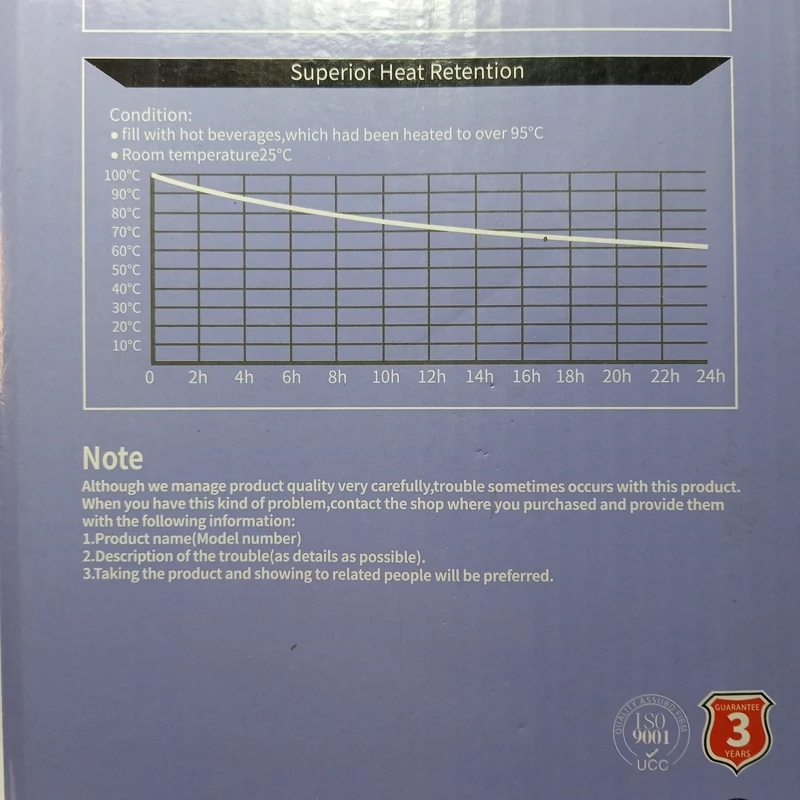 Superior Heat Retention
Condition:
● fill with hot beverages,which had been heated to over 95°C
● Room temperature25°C
100°C
90°C
80°C
70°C
60°C
50°C
40°C
30°C
20°C
10°C
0 2h 4h 6h 8h 10h 12h 14h 16h 18h 20h 22h 24h
Note
Although we manage product quality very carefully,trouble sometimes occurs with this product.
When you have this kind of problem,contact the shop where you purchased and provide them
with the following information:
1.Product name(Model number)
2.Description of the trouble(as details as possible).
3.Taking the product and showing to related people will be preferred.
QUALITY ASSURD FIRM
ISO
9001
UCC
GUARANTEE
3
YEARS